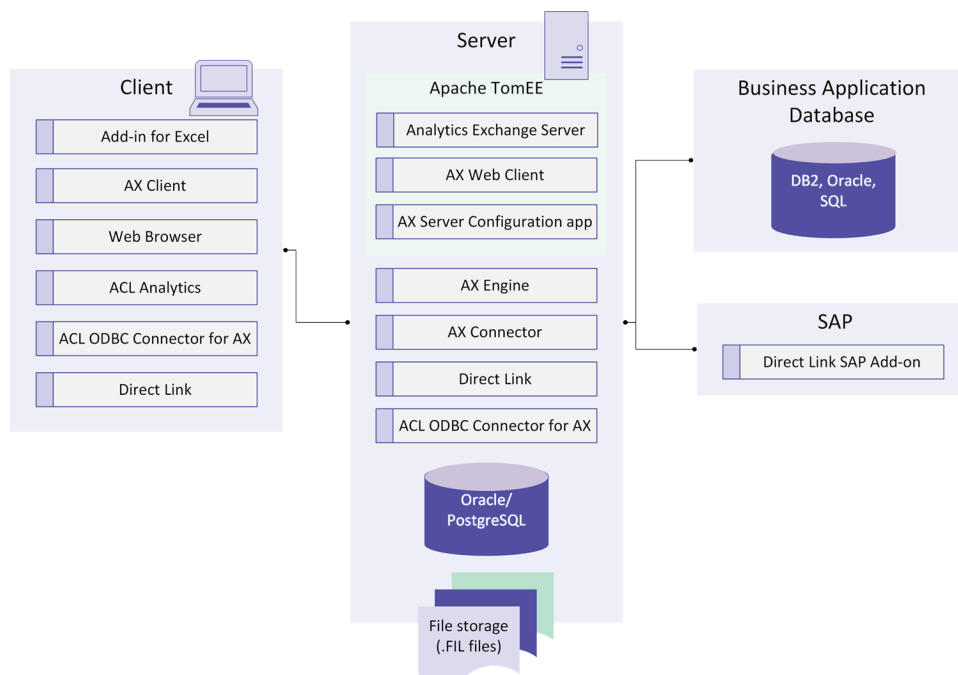 Client
Add-in for Excel
AX Client
Web Browser
ACL Analytics
ACL ODBC Connector for AX
Direct Link
Server
Apache TomEE
Analytics Exchange Server
AX Web Client
AX Server Configuration app
AX Engine
AX Connector
Direct Link
ACL ODBC Connector for AX
Oracle/
PostgreSQL
File storage
(.FIL files)
Business Application
Database
DB2, Oracle,
SQL
SAP
Direct Link SAP Add-on